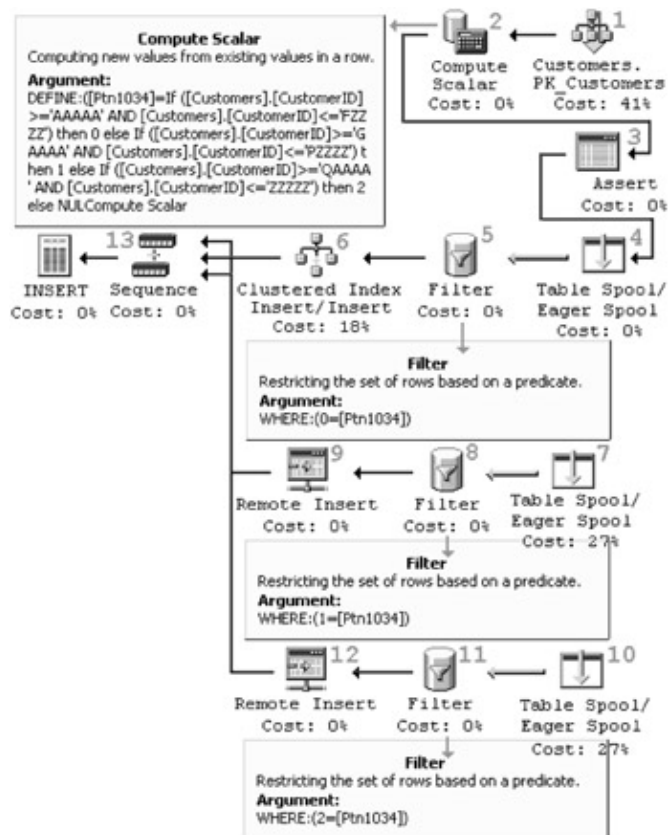 Compute Scalar
Computing new values from existing values in a row.
Argument:
DEFINE:([Ptn1034]=If ([Customers].[CustomerID]
>='AAAAA' AND [Customers].[CustomerID]<='FZZ
ZZ') then 0 else If ([Customers].[CustomerID]>='G
AAAA' AND [Customers].[CustomerID]<='PZZZZ') t
hen 1 else If ([Customers].[CustomerID]>='QAAAA
' AND [Customers].[CustomerID]<='ZZZZZ') then 2
else NULCompute Scalar
2
Compute
Scalar
Cost: 0%
1
Customers.
PK_Customers
Cost: 41%
3
Assert
Cost: 0%
13
INSERT
Cost: 0%
Sequence
Cost: 0%
6
Clustered Index
Insert/Insert
Cost: 18%
5
Filter
Cost: 0%
4
Table Spool/
Eager Spool
Cost: 0%
Filter
Restricting the set of rows based on a predicate.
Argument:
WHERE:(0=[Ptn1034])
9
Remote Insert
Cost: 0%
8
Filter
Cost: 0%
7
Table Spool/
Eager Spool
Cost: 27%
Filter
Restricting the set of rows based on a predicate.
Argument:
WHERE:(1=[Ptn1034])
12
Remote Insert
Cost: 0%
11
Filter
Cost: 0%
10
Table Spool/
Eager Spool
Cost: 27%
Filter
Restricting the set of rows based on a predicate.
Argument:
WHERE:(2=[Ptn1034])